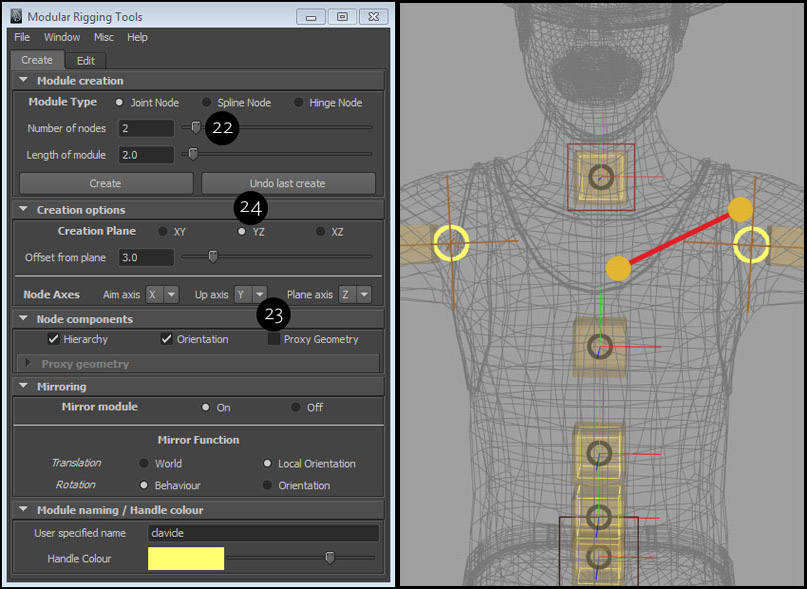 Modular Rigging Tools
File Window Misc Help
Create Edit
Module creation
Module Type Joint Node Spline Node Hinge Node
Number of nodes 2 22
Length of module 2.0
Create Undo last create
24
Creation options
Creation Plane XY YZ XZ
Offset from plane 3.0
Node Axes Aim axis X Up axis Y Plane axis Z
23
Node components
Hierarchy Orientation Proxy Geometry
Proxy geometry
Mirroring
Mirror module On Off
Mirror Function
Translation World Local Orientation
Rotation Behaviour Orientation
Module naming / Handle colour
User specified name clavide
Handle Colour